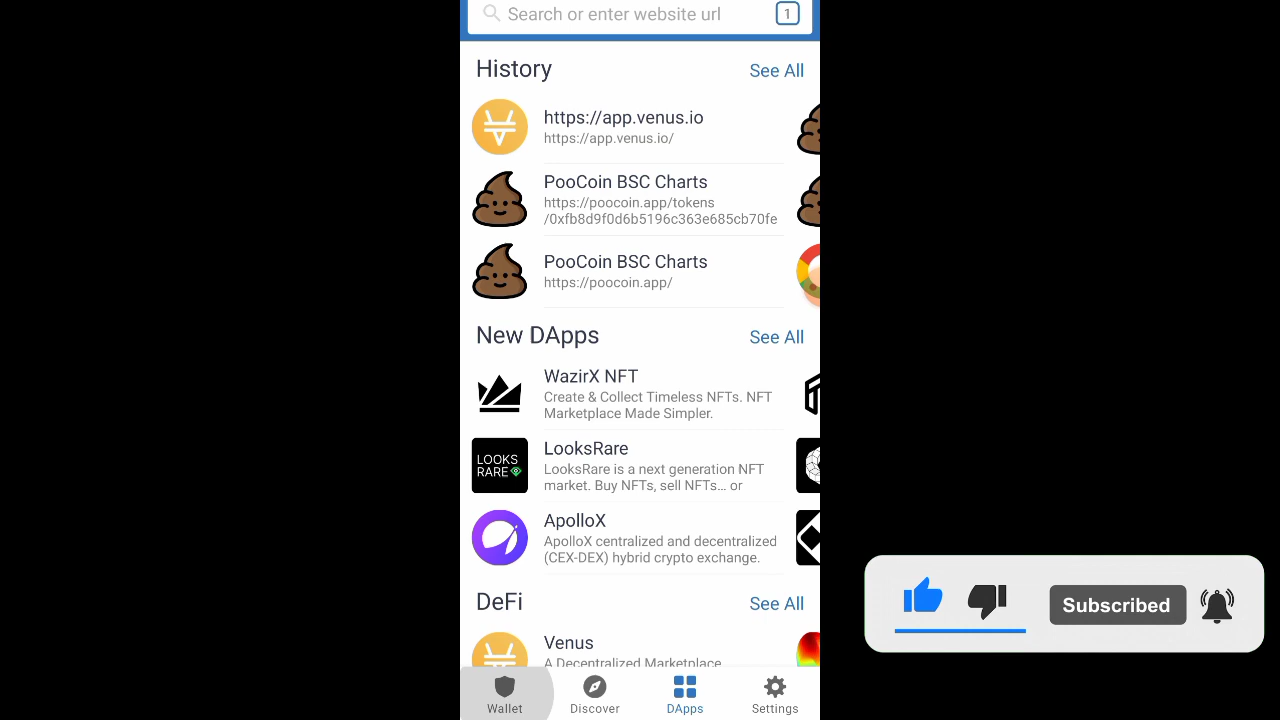 Search or enter website url
1
History
See All
https://app.venus.io
https://app.venus.io/
PooCoin BSC Charts
https://poocoin.app/tokens
/0xfb8d9f0d6b5196c363e685cb70fe
PooCoin BSC Charts
https://poocoin.app/
New DApps
See All
WazirX NFT
Create & Collect Timeless NFTs. NFT
Marketplace Made Simpler.
LOOKS
RARE
LooksRare
LooksRare is a next generation NFT
market. Buy NFTs, sell NFTs... or
ApolloX
ApolloX centralized and decentralized
(CEX-DEX) hybrid crypto exchange.
DeFi
See All
Venus
A Decentralized Marketplace
Wallet
Discover
DApps
Settings
Subscribed